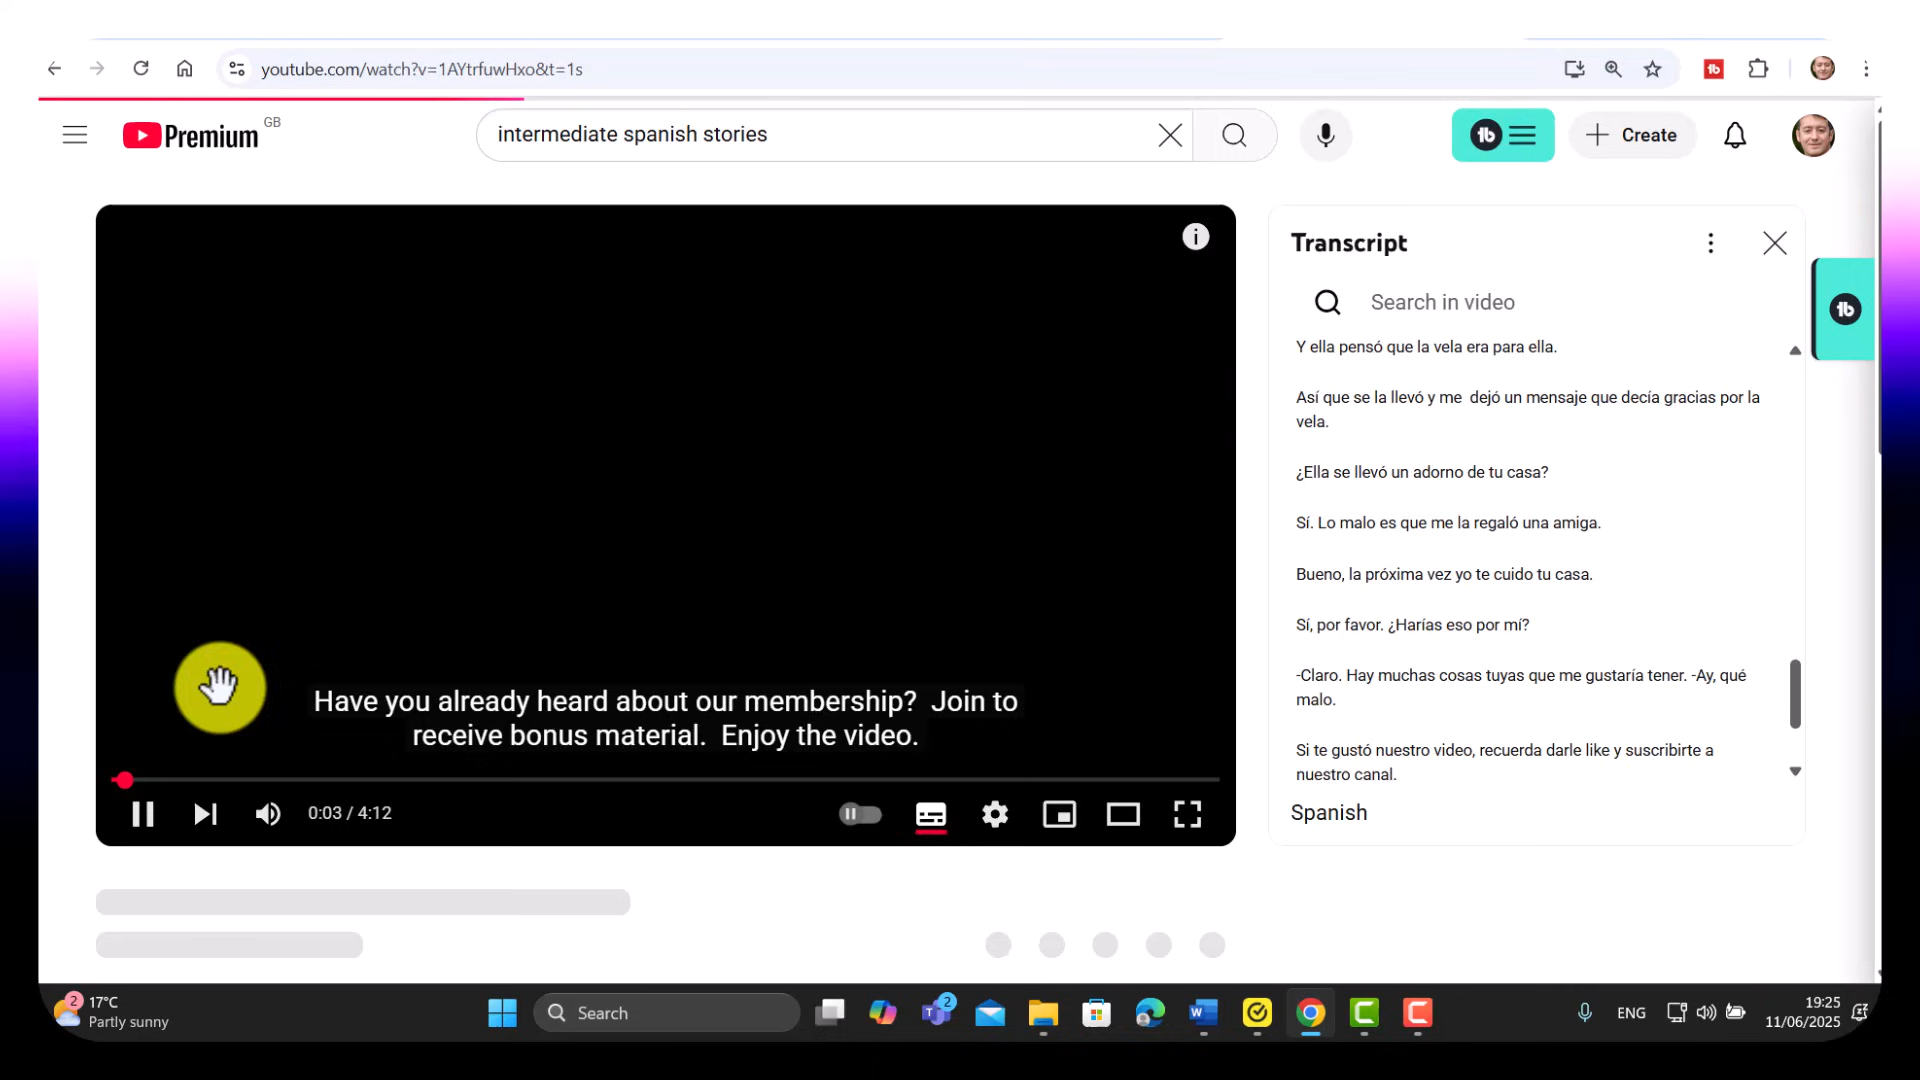 youtube.com/watch?v=1AYtrfuwHxo&t=1s
Premium
GB
intermediate spanish stories
Create
Transcript
Search in video
Y ella pensó que la vela era para ella.
Así que se la llevó y me dejó un mensaje que decía gracias por la
vela.
¿Ella se llevó un adorno de tu casa?
Sí. Lo malo es que me la regaló una amiga.
Bueno, la próxima vez yo te cuido tu casa.
Sí, por favor. ¿Harías eso por mí?
-Claro. Hay muchas cosas tuyas que me gustaría tener. -Ay, qué
malo.
Si te gustó nuestro video, recuerda darle like y suscribirte a
nuestro canal.
Spanish
Have you already heard about our membership? Join to
receive bonus material. Enjoy the video.
0:03 / 4:12
2
17°C
Partly sunny
Search
2
ENG
19:25
11/06/2025